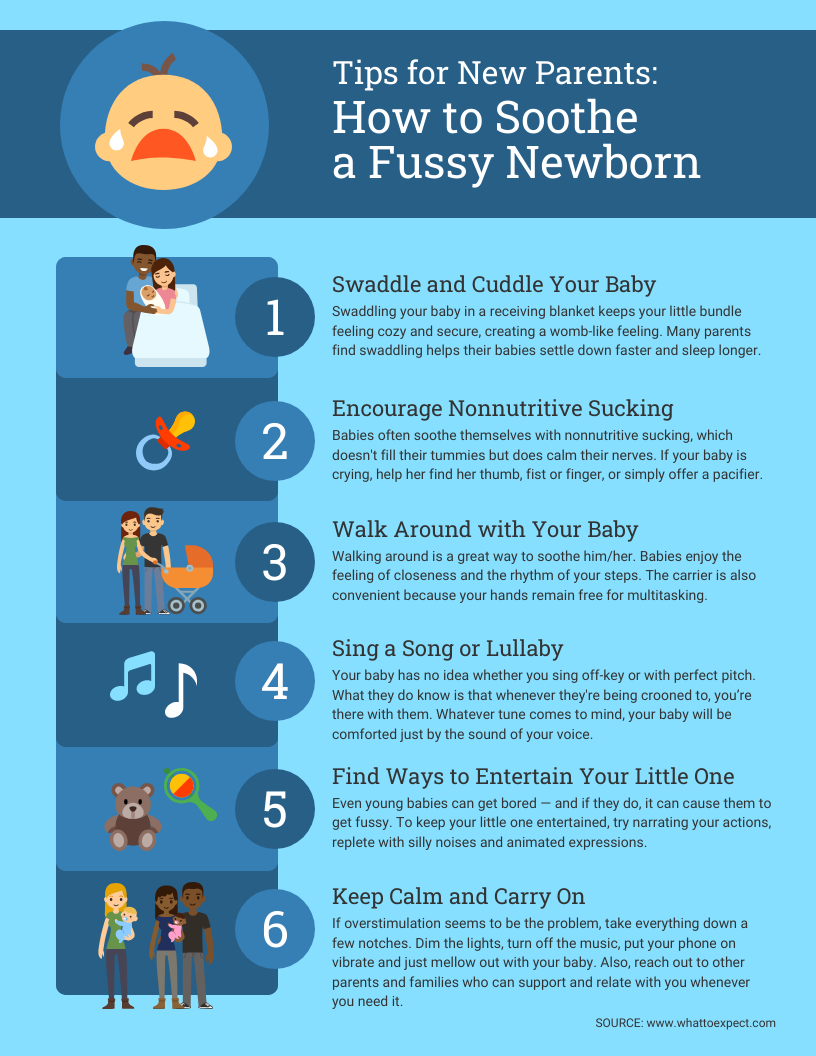 Tips for New Parents:
How to Soothe
a Fussy Newborn
1
Swaddle and Cuddle Your Baby
Swaddling your baby in a receiving blanket keeps your little bundle
feeling cozy and secure, creating a womb-like feeling. Many parents
find swaddling helps their babies settle down faster and sleep longer.
2
Encourage Nonnutritive Sucking
Babies often soothe themselves with nonnutritive sucking, which
doesn't fill their tummies but does calm their nerves. If your baby is
crying, help her find her thumb, fist or finger, or simply offer a pacifier.
3
Walk Around with Your Baby
Walking around is a great way to soothe him/her. Babies enjoy the
feeling of closeness and the rhythm of your steps. The carrier is also
convenient because your hands remain free for multitasking.
4
Sing a Song or Lullaby
Your baby has no idea whether you sing off-key or with perfect pitch.
What they do know is that whenever they're being crooned to, you’re
there with them. Whatever tune comes to mind, your baby will be
comforted just by the sound of your voice.
5
Find Ways to Entertain Your Little One
Even young babies can get bored — and if they do, it can cause them to
get fussy. To keep your little one entertained, try narrating your actions,
replete with silly noises and animated expressions.
6
Keep Calm and Carry On
If overstimulation seems to be the problem, take everything down a
few notches. Dim the lights, turn off the music, put your phone on
vibrate and just mellow out with your baby. Also, reach out to other
parents and families who can support and relate with you whenever
you need it.
SOURCE: www.whattoexpect.com